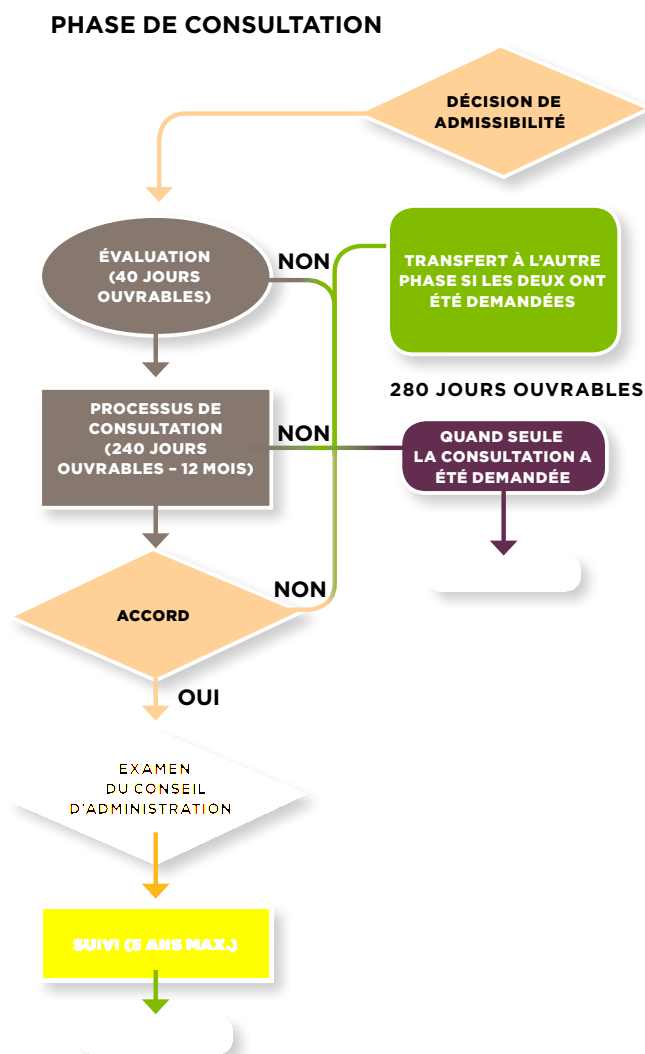 PHASE DE CONSULTATION
DÉCISION DE
ADMISSIBILITÉ
ÉVALUATION
(40 JOURS
OUVRABLES)
NON
TRANSFERT À L'AUTRE
PHASE SI LES DEUX ONT
ÉTÉ DEMANDÉES
280 JOURS OUVRABLES
PROCESSUS DE
CONSULTATION
(240 JOURS
OUVRABLES – 12 MOIS)
NON
QUAND SEULE
LA CONSULTATION A
ÉTÉ DEMANDÉE
NON
ACCORD
OUI
EXAMEN
DU CONSEIL
D'ADMINISTRATION
SUIVI (5 ANS MAX.)